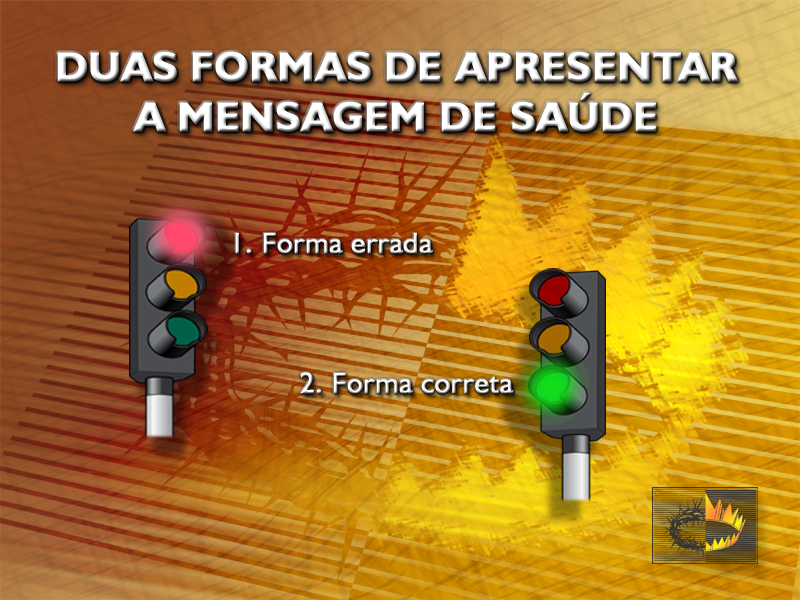 DUAS FORMAS DE APRESENTAR
A MENSAGEM DE SAÚDE
1. Forma errada
2. Forma correta